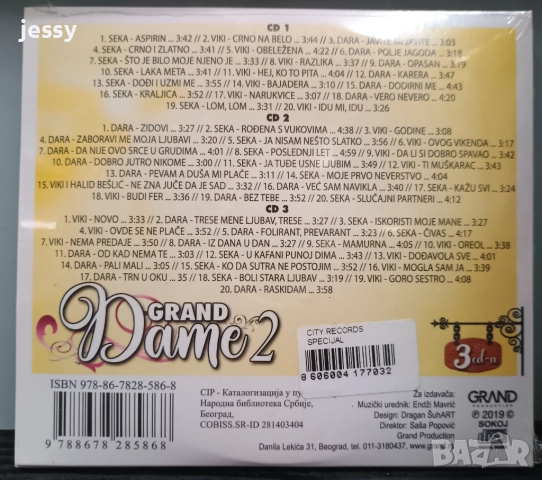 jessy
CD 1
1. SEKA - ASPIRIN ... 3:42 // 2. VIKI - CRNO NA BELO ... 3:44 // 3. DARA - JAVITE MI JAVITE ... 3:03
4. SEKA - CRNO I ZLATNO ... 3:41 // 5. VIKI - OBELEŽENA ... 4:22 // 6. DARA - POLJE JAGODA ... 3:18
7. SEKA - ŠTO JE BILO MOJE NJENO JE ... 3:33 // 8. VIKI - RAZLIKA ... 3:37 // 9. DARA - OPASAN ... 3:19
10. SEKA - LAKA META ... 3:16 // 11. VIKI - HEJ, KO TO PITA ... 4:04 // 12. DARA - KARERA ... 3:47
13. SEKA - DOĐI I UZMI ME ... 3:55 // 14. VIKI - BAJADERA ... 3:10 // 15. DARA - DODIRNI ME ... 3:43
16. SEKA - KRALJICA ... 3:52 // 17. VIKI - NARUKVICE ... 3:07 // 18. DARA - VERO NEVERO ... 4:20
19. SEKA - LOM, LOM ... 3:31 // 20. VIKI - IDU MI, IDU ... 3:26
CD 2
1. DARA - ZIDOVI ... 3:27 // 2. SEKA - ROĐENA S VUKOVIMA ... 4:38 // 3. VIKI - GODINE ... 3:08
4. DARA - ZABORAVI ME MOJA LJUBAVI ... 3:20 // 5. SEKA - JA NISAM NEŠTO SLATKO ... 3:56 // 6. VIKI - OVOG VIKENDA ... 3:17
7. DARA - DA NIJE OVO SRCE U GRUDIMA ... 4:01 // 8. SEKA - POSLEDNJI LET ... 3:59 // 9. VIKI - DA LI SI DOBRO SPAVAO ... 3:42
10. DARA - DOBRO JUTRO NIKOME ... 3:00 // 11. SEKA - JA TUĐE USNE LJUBIM ... 3:49 // 12. VIKI - TI MUŠKARAC ... 3:43
13. DARA - PEVAM A DUŠA MI PLAČE ... 3:11 // 14. SEKA - MOJE PRVO NEVERSTVO ... 4:04
15. VIKI I HALID BEŠLIĆ - NE ZNA JUČE DA JE SAD ... 3:32 // 16. DARA - VEĆ SAM NAVIKLA ... 3:40 // 17. SEKA - KAŽU SVI ... 3:24
18. VIKI - BUDI FER ... 3:36 // 19. DARA - BEZ TEBE ... 3:52 // 20. SEKA - SLUČAJNI PARTNERI ... 4:12
CD 3
1. VIKI - NOVO ... 3:33 // 2. DARA - TRESE MENE LJUBAV, TRESE ... // 3. SEKA - ISKORISTI MOJE MANE ... 3:27
4. VIKI - OVDE SE NE PLAČE ... 3:52 // 5. DARA - FOLIRANT, PREVARANT ... 3:23 // 6. SEKA - ČIVAS ... 4:17
7. VIKI - NEMA PREDAJE ... 3:50 // 8. DARA - IZ DANA U DAN ... 3:27 // 9. SEKA - MAMURNA ... 4:05 // 10. VIKI - OREOL ... 3:38
11. DARA - OD KAD NEMA TE ... 3:03 // 12. SEKA - U KAFANI PUNOJ DIMA ... 3:43 // 13. VIKI - DOĐAVOLA SVE ... 4:01
14. DARA - PALI MALI ... 3:05 // 15. SEKA - KO DA SUTRA NE POSTOJIM ... 3:52 // 16. VIKI - MOGLA SAM JA ... 3:39
17. DARA - TRN U OKU ... 35 // 18. SEKA - BOLI STARA LJUBAV ... 3:37 // 19. VIKI - GORO SESTRO ... 4:08
20. DARA - RASKIDAM ... 3:58
GRAND
Dame 2
CITY RECORDS
SPECIJAL
8 606004 177032
3 cd-a
ISBN 978-86-7828-586-8
9 788678 285868
CIP - Каталогизација у пу
Народна библиотека Србије,
Београд,
COBISS.SR-ID 281403404
Za izdavača:
Muzički urednik: Endži Mavrić
Design: Dragan ŠuhART
Direktor: Saša Popović
Grand Production
Danila Lekića 31, Beograd, tel. 011-3180437, www.grand.rs
GRAND
PRODUCTION
℗ 2019 ©
SOKOJ
BAZAR